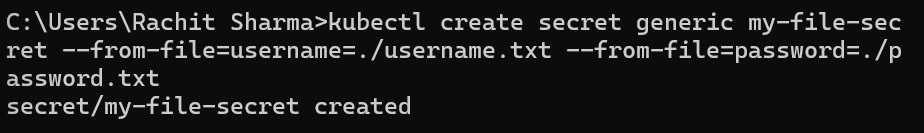 C:\Users\Rachit Sharma>kubectl create secret generic my-file-sec
ret --from-file=username=./username.txt --from-file=password=./p
assword.txt
secret/my-file-secret created